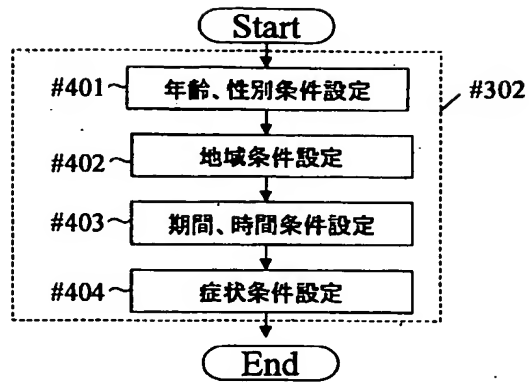 Start
#401 年齢、性別条件設定 #302
#402 地域条件設定
#403 期間、時間条件設定
#404 症状条件設定
End